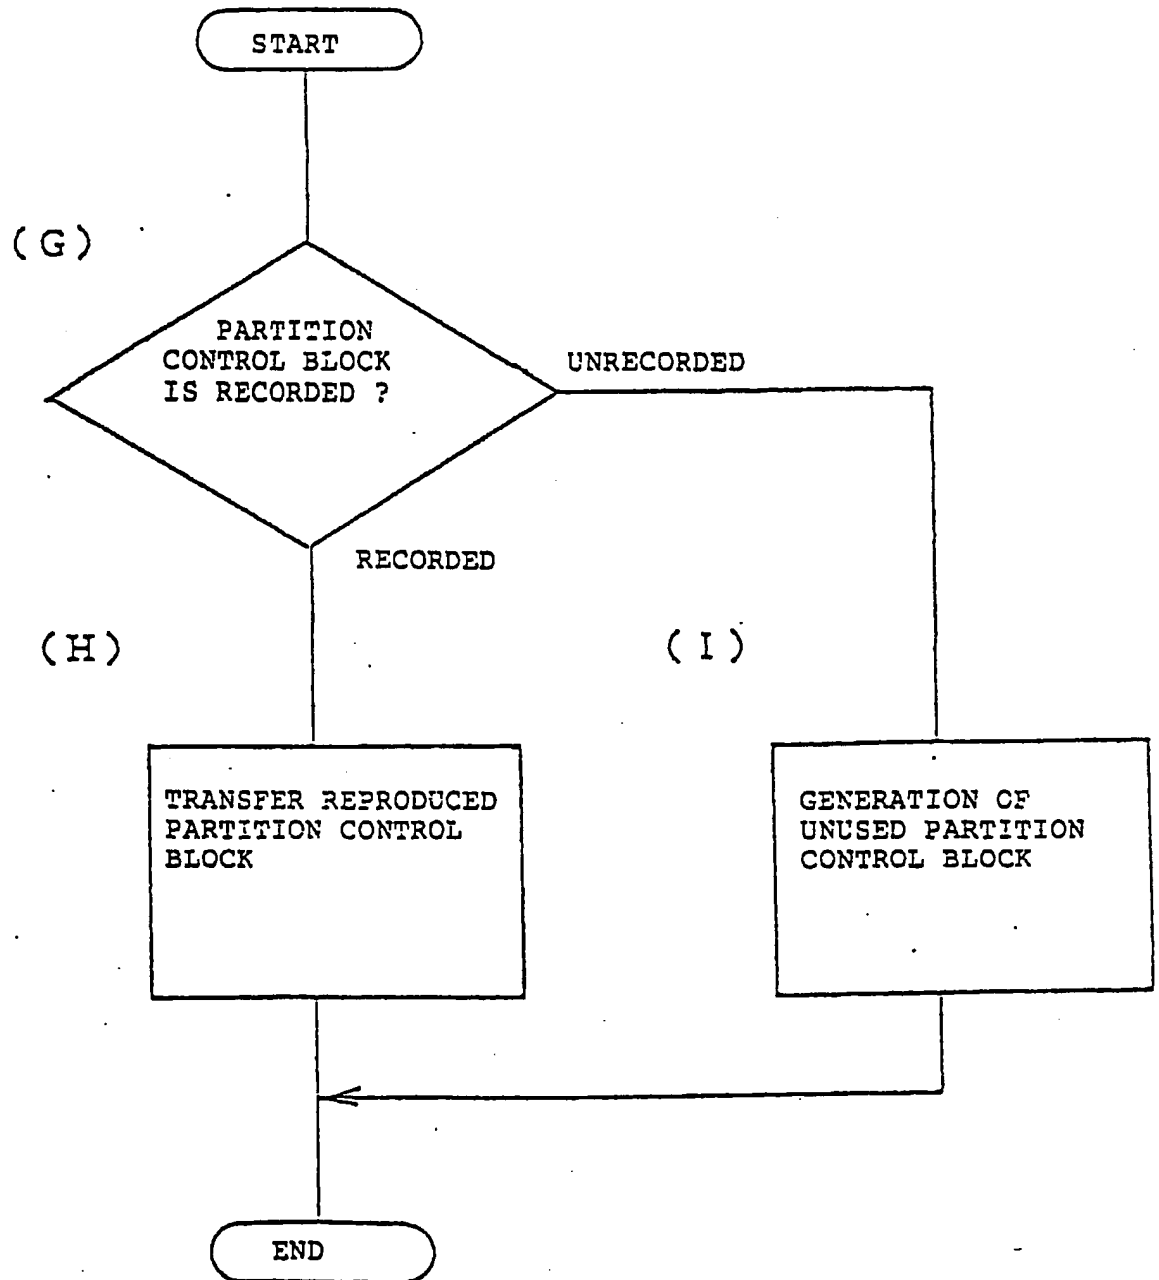 START
(G)
PARTITION
CONTROL BLOCK
IS RECORDED ?
UNRECORDED
RECORDED
(H)
(I)
TRANSFER REPRODUCED
PARTITION CONTROL
BLOCK
GENERATION OF
UNUSED PARTITION
CONTROL BLOCK
END